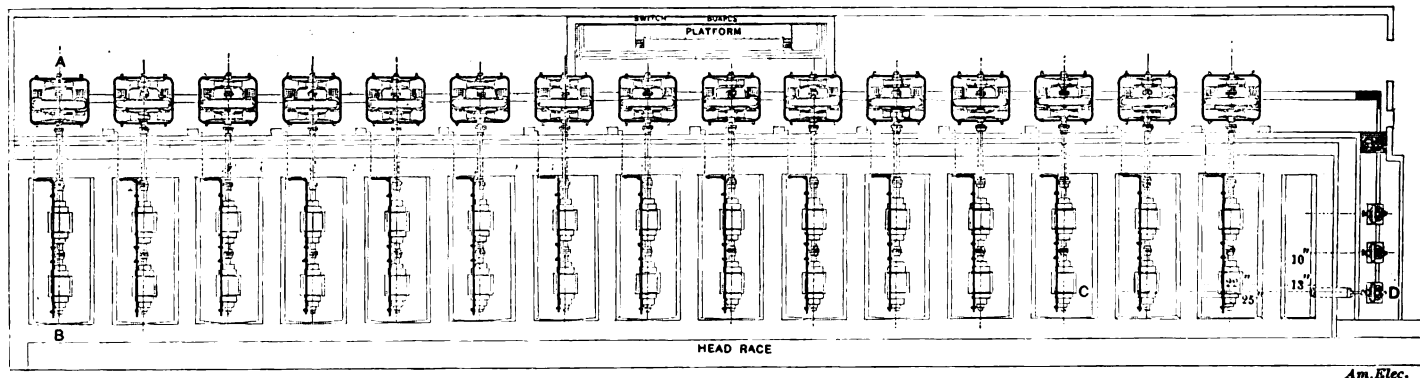 SWITCH BOARDS
PLATFORM
A
10"
13"
25"
C
D
B
HEAD RACE
Am. Elec.